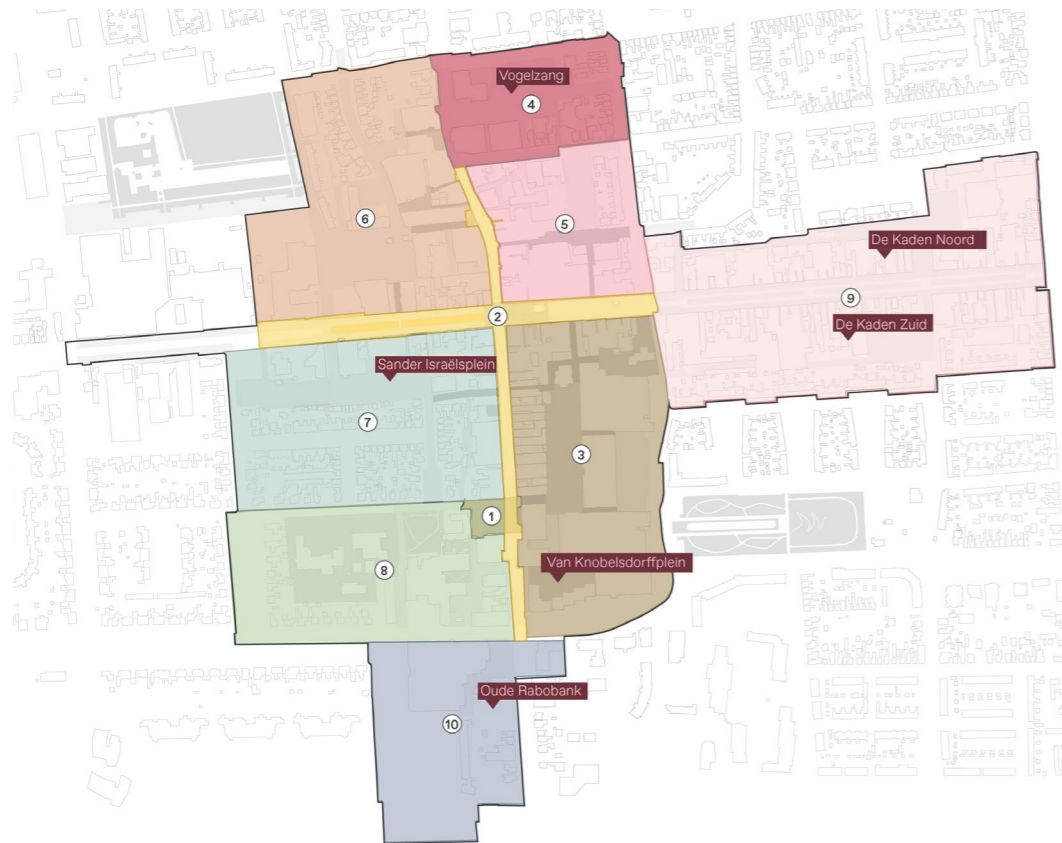 Vogelzang
4
6
5
De Kaden Noord
9
2
De Kaden Zuid
Sander Israëlsplein
7
3
1
Van Knobelsdorffplein
8
Oude Rabobank
10